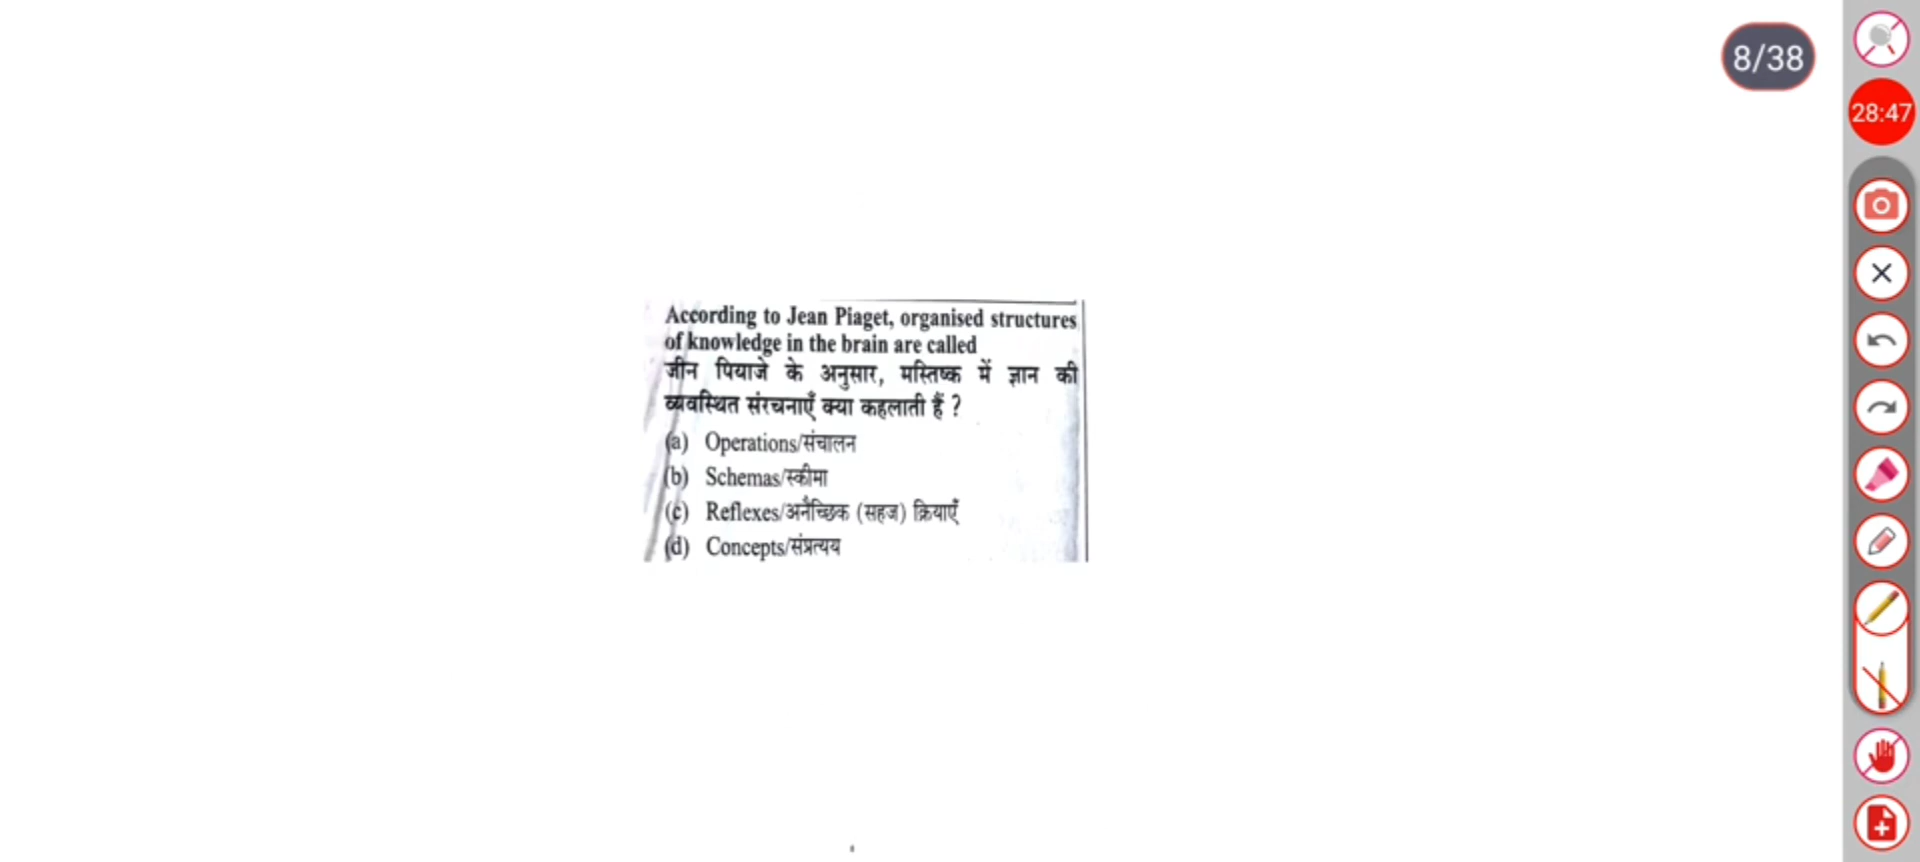 8/38
28:47
According to Jean Piaget, organised structures
of knowledge in the brain are called
जीन पियाजे के अनुसार, मस्तिष्क में ज्ञान की
व्यवस्थित संरचनाएँ क्या कहलाती हैं ?
(a) Operations/संचालन
(b) Schemas/स्कीमा
(c) Reflexes/अनैच्छिक (सहज) क्रियाएँ
(d) Concepts/संप्रत्यय